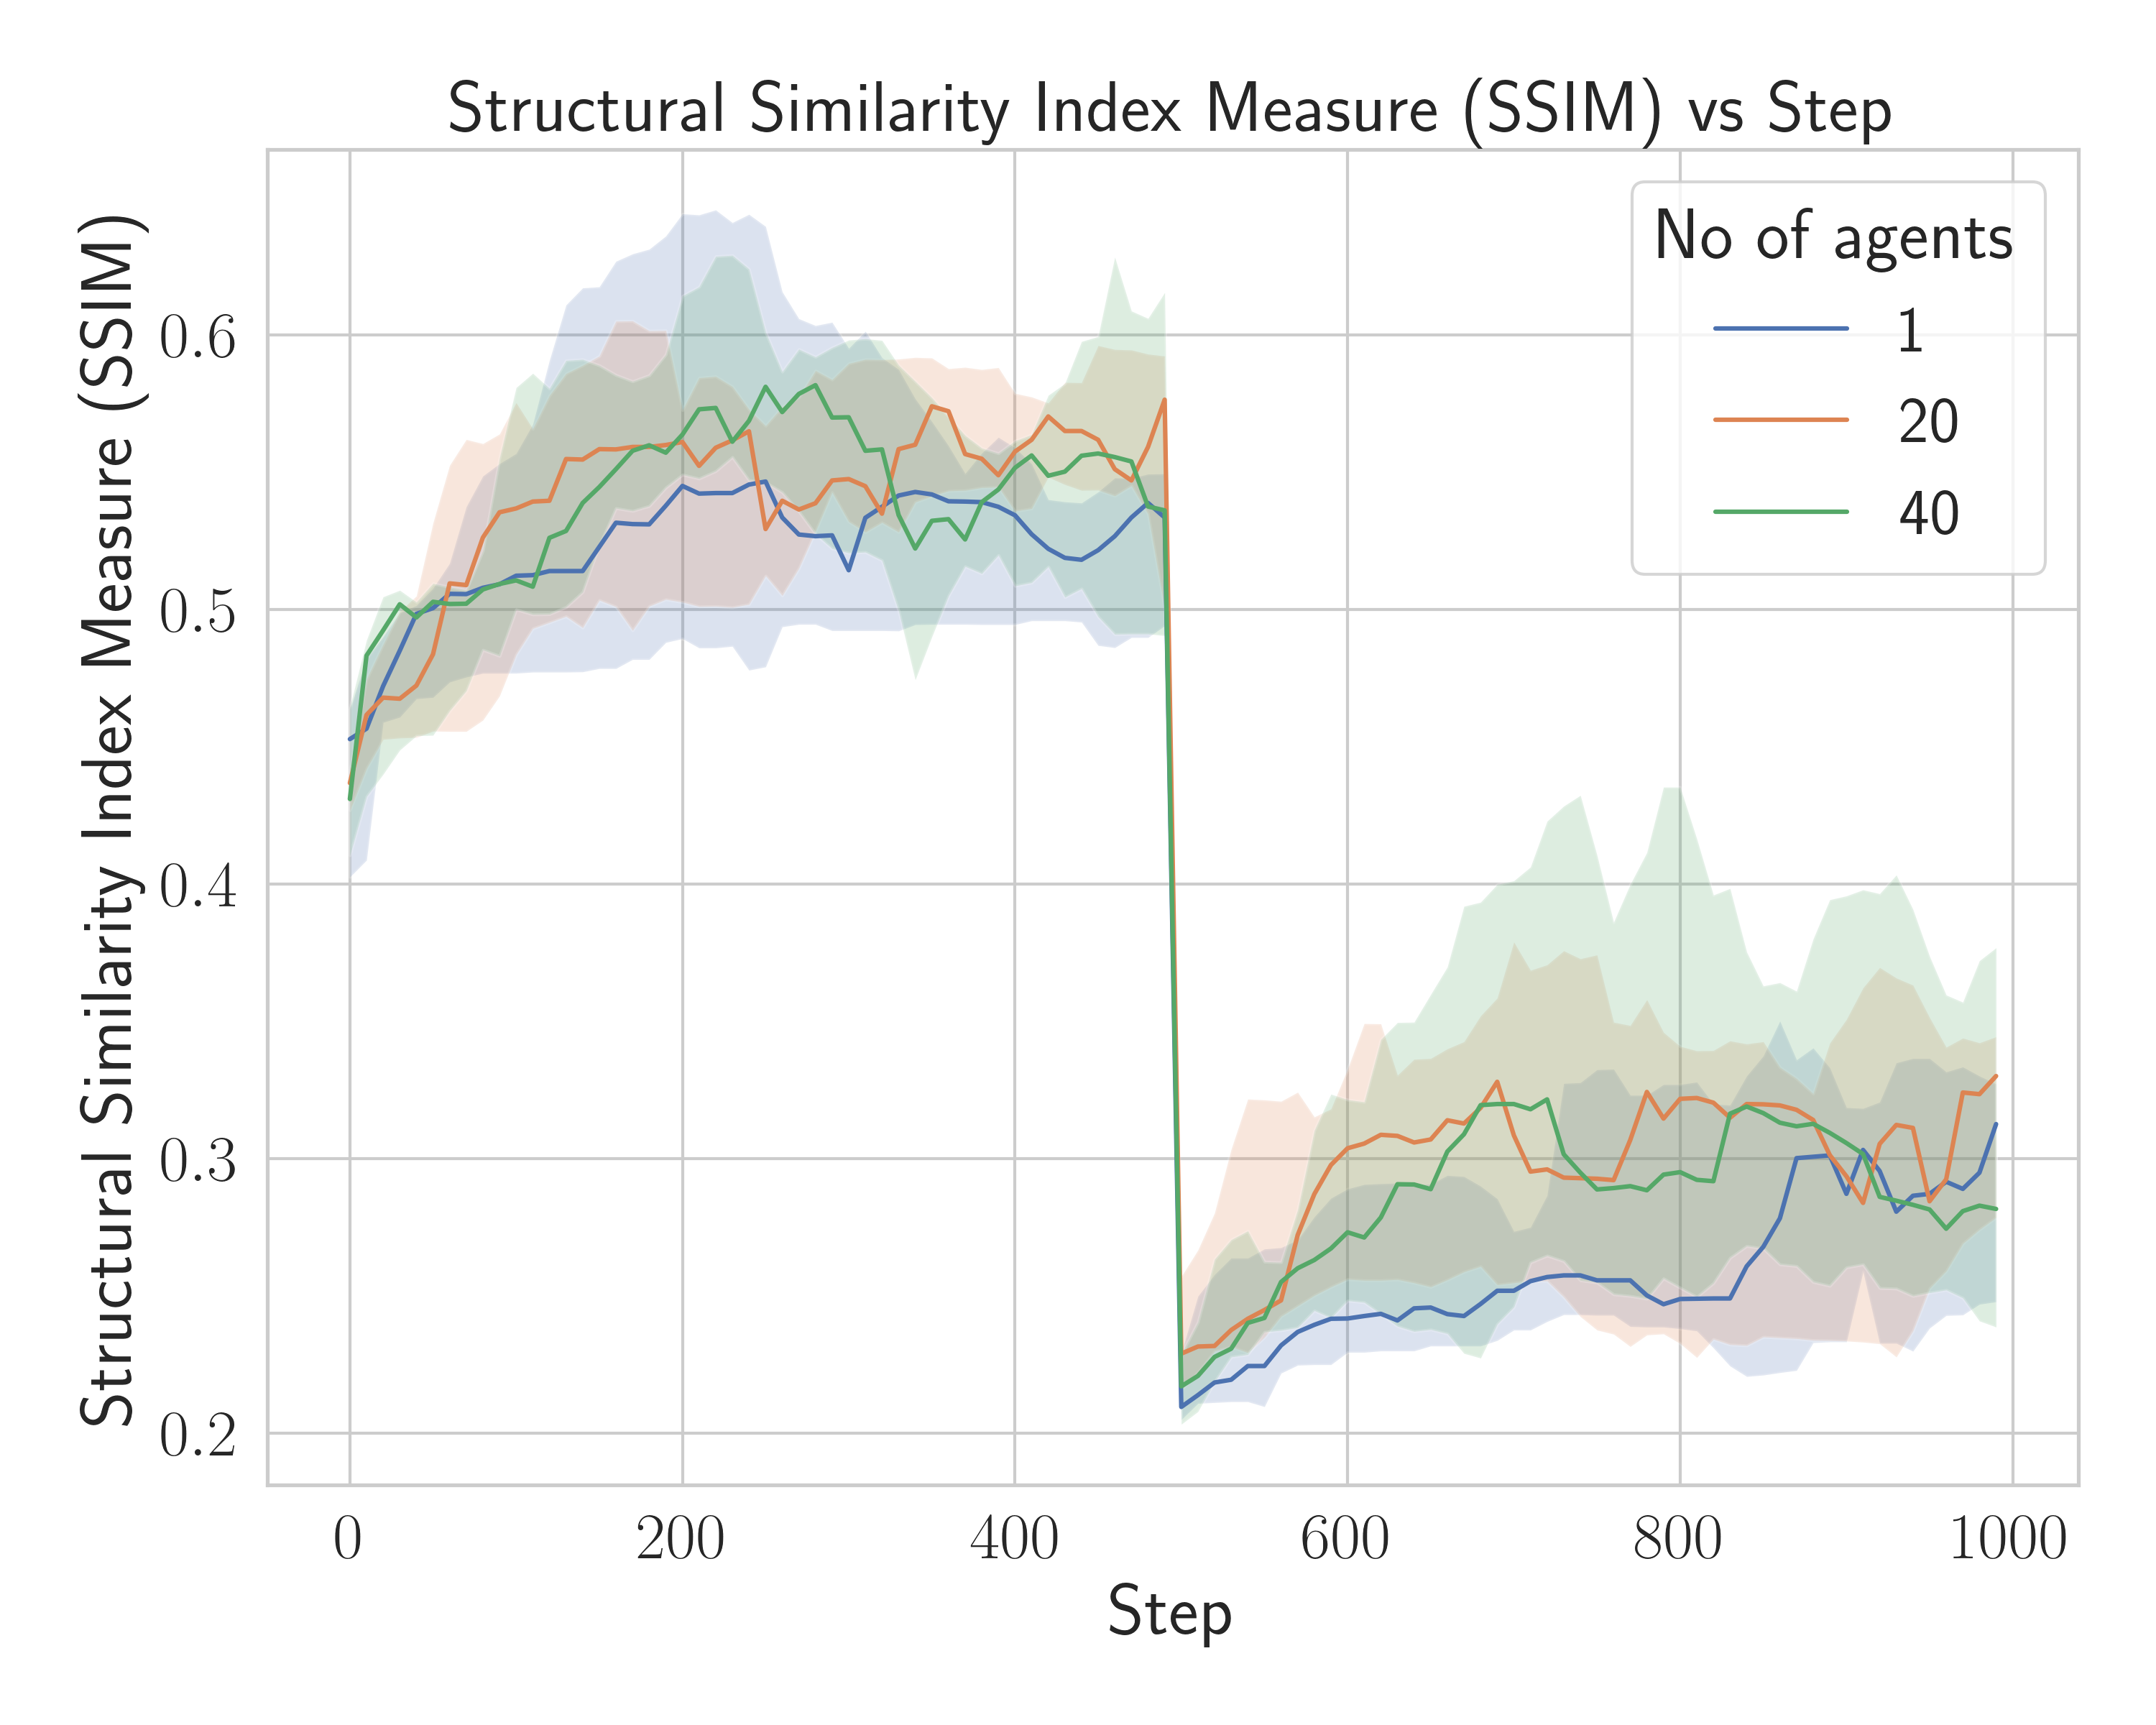 Structural Similarity Index Measure (SSIM) vs Step
Structural Similarity Index Measure (SSIM)
0.6
0.5
0.4
0.3
0.2
No of agents
1
20
40
0 200 400 600 800 1000
Step